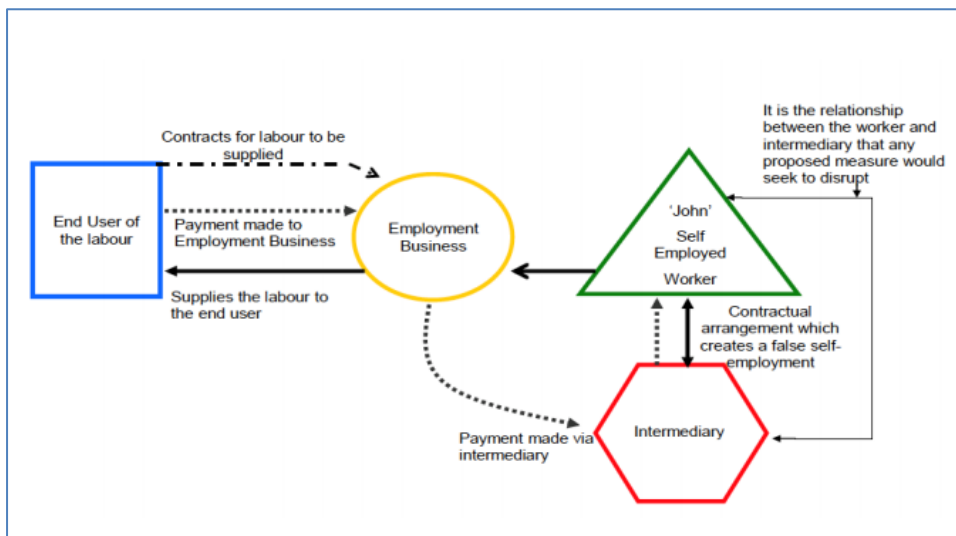 It is the relationship
between the worker and
intermediary that any
proposed measure would
seek to disrupt
Contracts for labour to be
supplied
End User of
the labour
Payment made to
Employment Business
Employment
Business
'John'
Self
Employed
Worker
Supplies the labour to
the end user
Contractual
arrangement which
creates a false self-
employment
Payment made via
intermediary
Intermediary